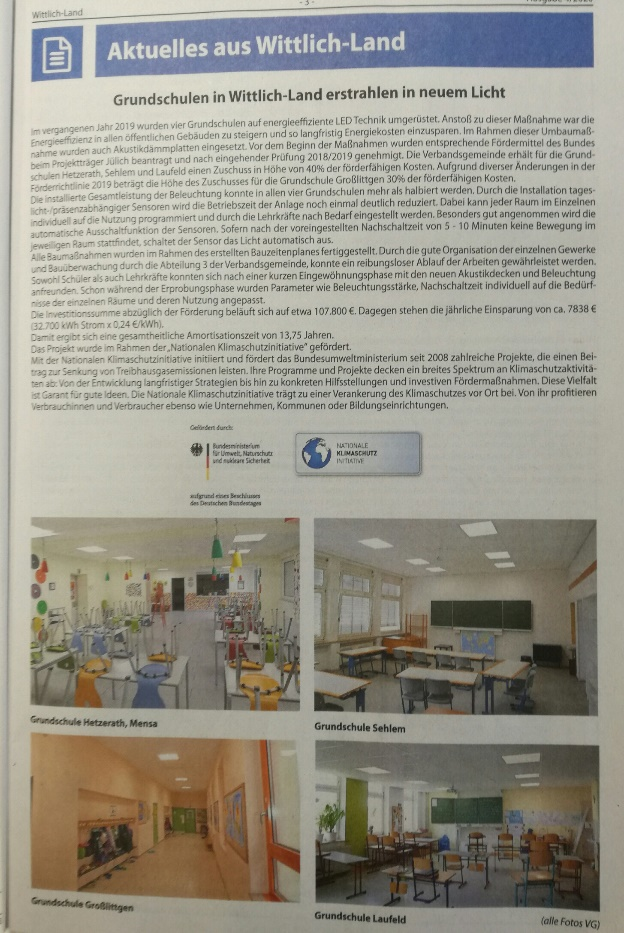 Wittlich-Land
- 3 -
Aktuelles aus Wittlich-Land
Grundschulen in Wittlich-Land erstrahlen in neuem Licht
Im vergangenen Jahr 2019 wurden vier Grundschulen auf energieeffiziente LED Technik umgerüstet. Anstoß zu dieser Maßnahme war die
Energieeffizienz in allen öffentlichen Gebäuden zu steigern und so langfristig Energiekosten einzusparen. Im Rahmen dieser Umbaumaß-
nahme wurden auch Akustikdämmplatten eingesetzt. Vor dem Beginn der Maßnahmen wurden entsprechende Fördermittel des Bundes
beim Projektträger Jülich beantragt und nach eingehender Prüfung 2018/2019 genehmigt. Die Verbandsgemeinde erhält für die Grund-
schulen Hetzerath, Sehlem und Laufeld einen Zuschuss in Höhe von 40% der förderfähigen Kosten. Aufgrund diverser Änderungen in der
Förderrichtlinie 2019 beträgt die Höhe des Zuschusses für die Grundschule Großlittgen 30% der förderfähigen Kosten.
Die installierte Gesamtleistung der Beleuchtung konnte in allen vier Grundschulen mehr als halbiert werden. Durch die Installation tages-
licht-/präsenzabhängiger Sensoren wird die Betriebszeit der Anlage noch einmal deutlich reduziert. Dabei kann jeder Raum im Einzelnen
individuell auf die Nutzung programmiert und durch die Lehrkräfte nach Bedarf eingestellt werden. Besonders gut angenommen wird die
automatische Ausschaltfunktion der Sensoren. Sofern nach der voreingestellten Nachschaltzeit von 5 - 10 Minuten keine Bewegung im
jeweiligen Raum stattfindet, schaltet der Sensor das Licht automatisch aus.
Alle Baumaßnahmen wurden im Rahmen des erstellten Bauzeitenplanes fertiggestellt. Durch die gute Organisation der einzelnen Gewerke
und Bauüberwachung durch die Abteilung 3 der Verbandsgemeinde, konnte ein reibungsloser Ablauf der Arbeiten gewährleistet werden.
Sowohl Schüler als auch Lehrkräfte konnten sich nach einer kurzen Eingewöhnungsphase mit den neuen Akustikdecken und Beleuchtung
anfreunden. Schon während der Erprobungsphase wurden Parameter wie Beleuchtungsstärke, Nachschaltzeit individuell auf die Bedürf-
nisse der einzelnen Räume und deren Nutzung angepasst.
Die Investitionssumme abzüglich der Förderung beläuft sich auf etwa 107.800 €. Dagegen stehen die jährliche Einsparung von ca. 7838 €
(32.700 kWh Strom x 0,24 €/kWh).
Damit ergibt sich eine gesamtheitliche Amortisationszeit von 13,75 Jahren.
Das Projekt wurde im Rahmen der „Nationalen Klimaschutzinitiative" gefördert.
Mit der Nationalen Klimaschutzinitiative initiiert und fördert das Bundesumweltministerium seit 2008 zahlreiche Projekte, die einen Bei-
trag zur Senkung von Treibhausgasemissionen leisten. Ihre Programme und Projekte decken ein breites Spektrum an Klimaschutzaktivitä-
ten ab: Von der Entwicklung langfristiger Strategien bis hin zu konkreten Hilfsstellungen und investiven Fördermaßnahmen. Diese Vielfalt
ist Garant für gute Ideen. Die Nationale Klimaschutzinitiative trägt zu einer Verankerung des Klimaschutzes vor Ort bei. Von ihr profitieren
Verbraucherinnen und Verbraucher ebenso wie Unternehmen, Kommunen oder Bildungseinrichtungen.
Gefördert durch:
Bundesministerium
für Umwelt, Naturschutz
und nukleare Sicherheit
NATIONALE
KLIMASCHUTZ
INITIATIVE
aufgrund eines Beschlusses
des Deutschen Bundestages
Grundschule Hetzerath, Mensa
Grundschule Sehlem
Grundschule Großlittgen
Grundschule Laufeld
(alle Fotos VG)